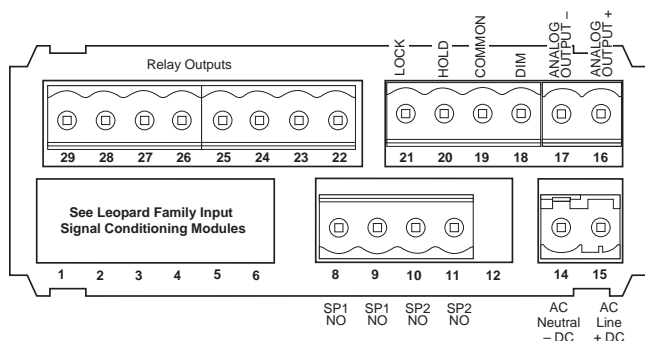 Relay Outputs
LOCK
HOLD
COMMON
DIM
ANALOG
OUTPUT –
ANALOG
OUTPUT +
29 28 27 26 25 24 23 22
21 20 19 18 17 16
See Leopard Family Input
Signal Conditioning Modules
1 2 3 4 5 6
8 9 10 11 12
14 15
SP1
NO
SP1
NO
SP2
NO
SP2
NO
AC
Neutral
– DC
AC
Line
+ DC